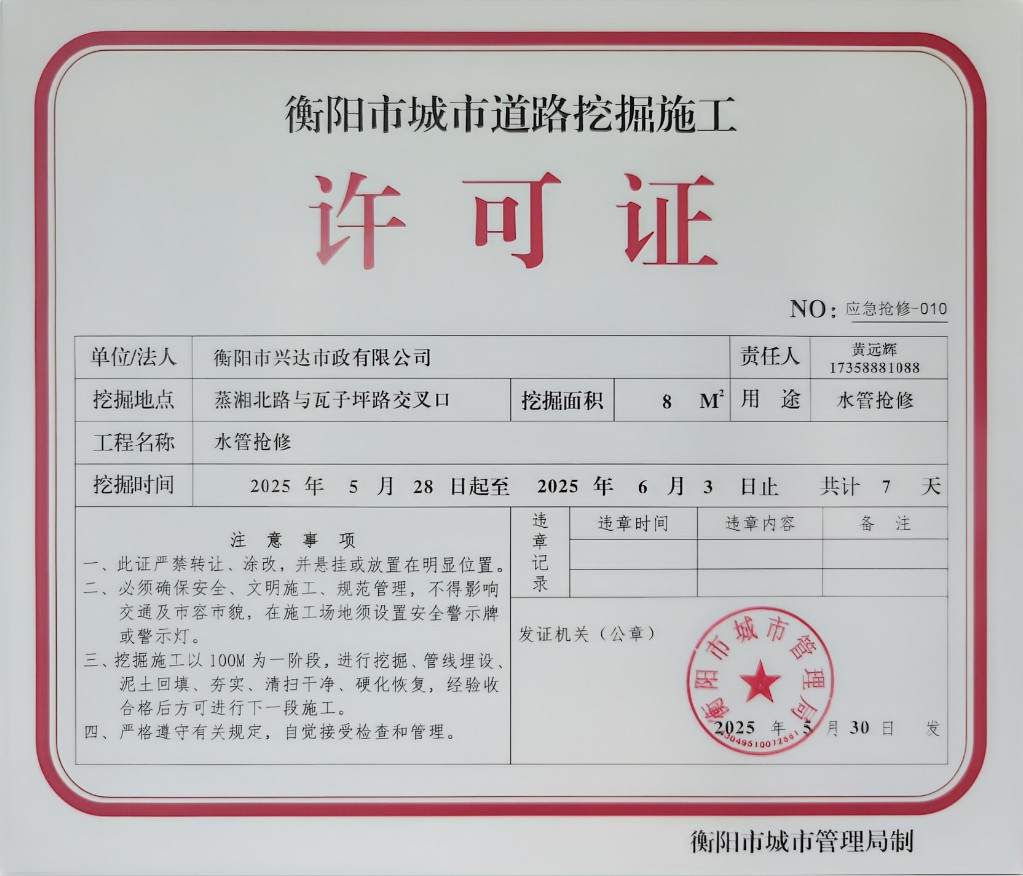 衡阳市城市道路挖掘施工
许可证
NO：应急抢修-010
单位/法人 衡阳市兴达市政有限公司 责任人 黄远辉 17358881088
挖掘地点 蒸湘北路与瓦子坪路交叉口 挖掘面积 8 M² 用途 水管抢修
工程名称 水管抢修
挖掘时间 2025 年 5 月 28 日起至 2025 年 6 月 3 日止 共计 7 天
注意事项
一、此证严禁转让、涂改，并悬挂或放置在明显位置。
二、必须确保安全、文明施工、规范管理，不得影响
交通及市容市貌，在施工场地须设置安全警示牌
或警示灯。
三、挖掘施工以100M为一阶段，进行挖掘、管线埋设、
泥土回填、夯实、清扫干净、硬化恢复，经验收
合格后方可进行下一段施工。
四、严格遵守有关规定，自觉接受检查和管理。
违章记录 违章时间 违章内容 备注
发证机关（公章）
衡阳市城市管理局
2025 年 5 月 30 日 发
衡阳市城市管理局制